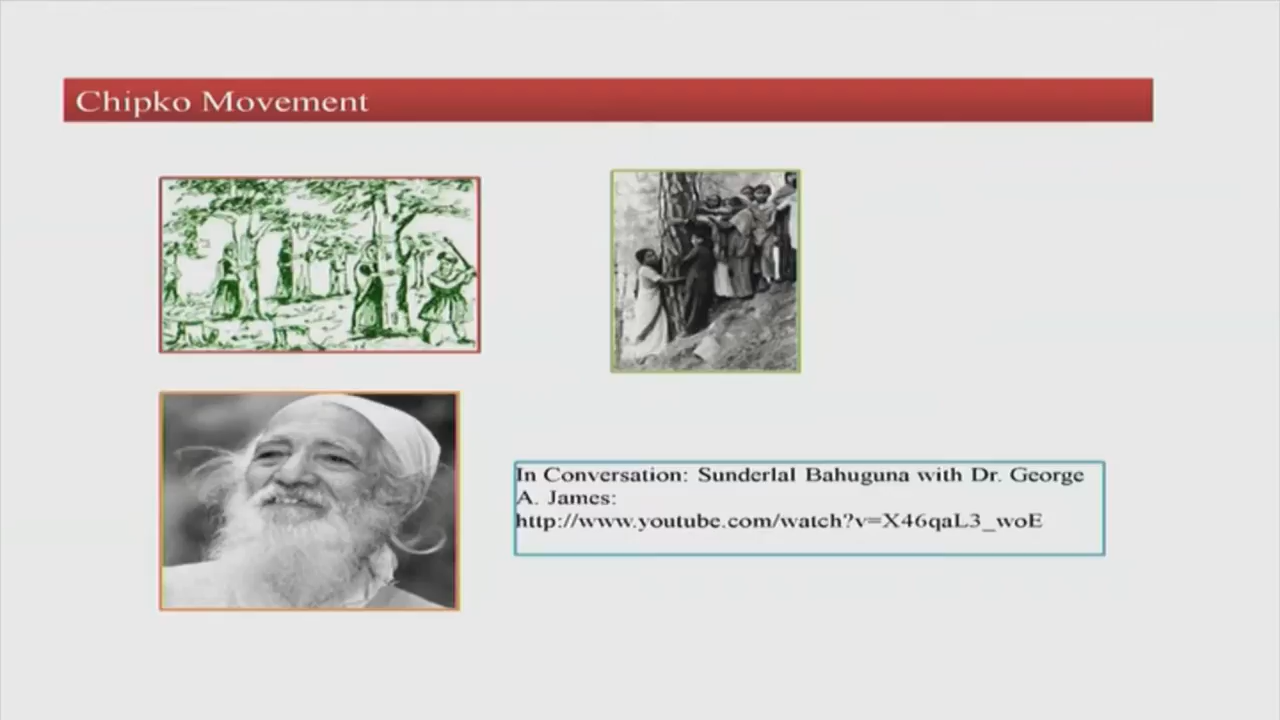 Chipko Movement
In Conversation: Sunderlal Bahuguna with Dr. George
A. James:
http://www.youtube.com/watch?v=X46qaL3_woE